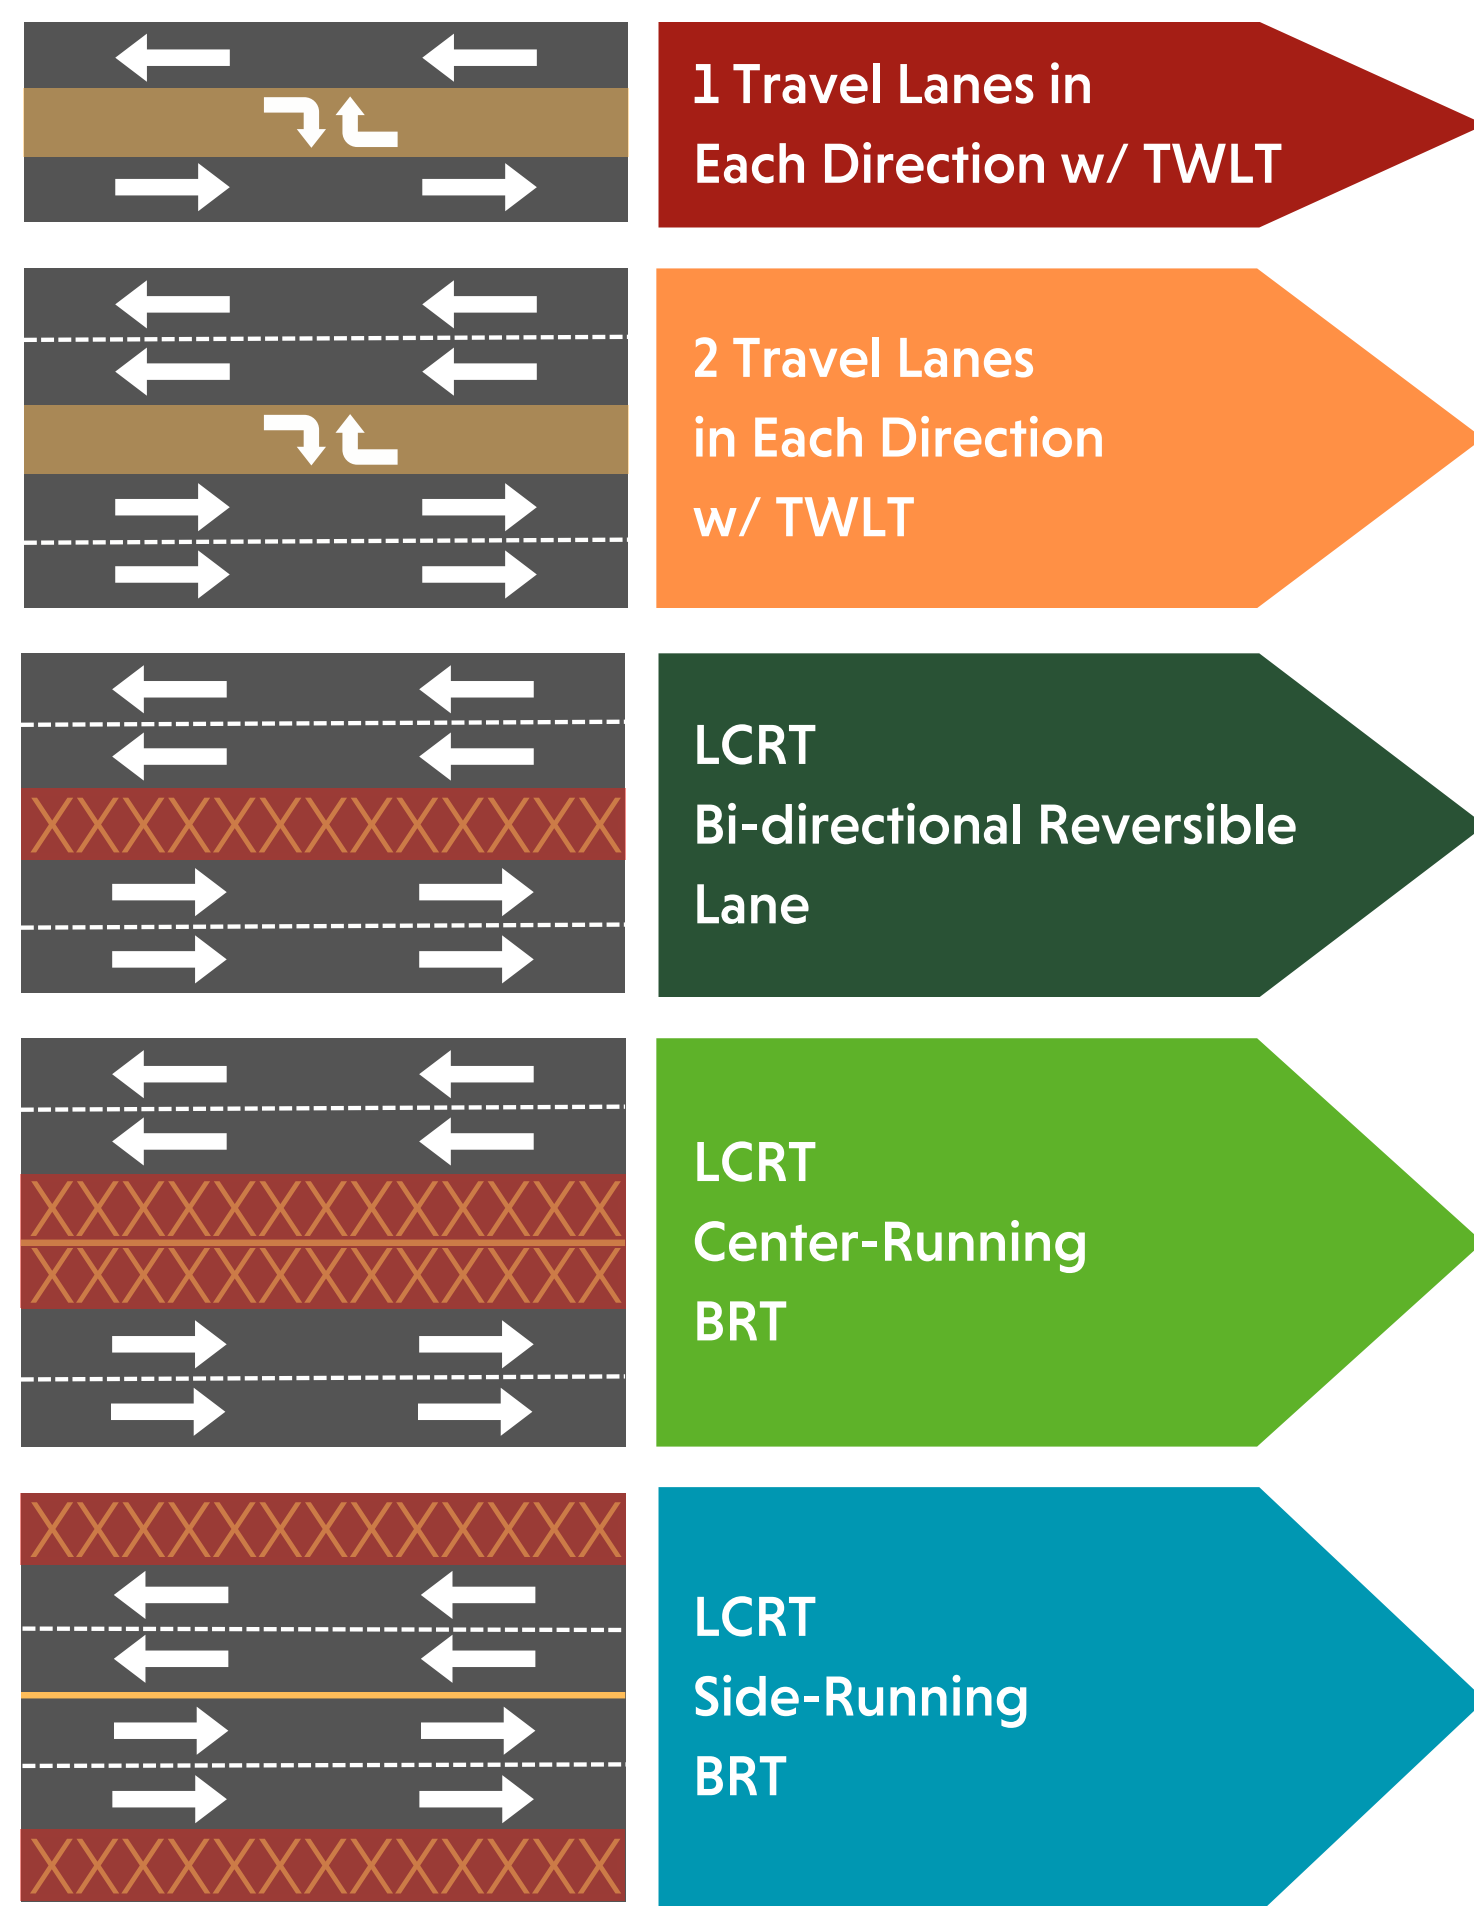 1 Travel Lanes in
Each Direction w/ TWLT
2 Travel Lanes
in Each Direction
w/ TWLT
LCRT
Bi-directional Reversible
Lane
LCRT
Center-Running
BRT
LCRT
Side-Running
BRT